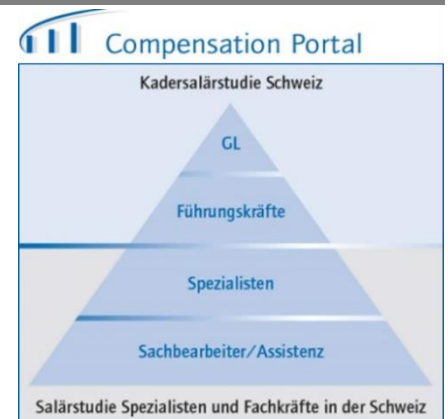 Compensation Portal
Kadersalärstudie Schweiz
GL
Führungskräfte
Spezialisten
Sachbearbeiter/Assistenz
Salärstudie Spezialisten und Fachkräfte in der Schweiz